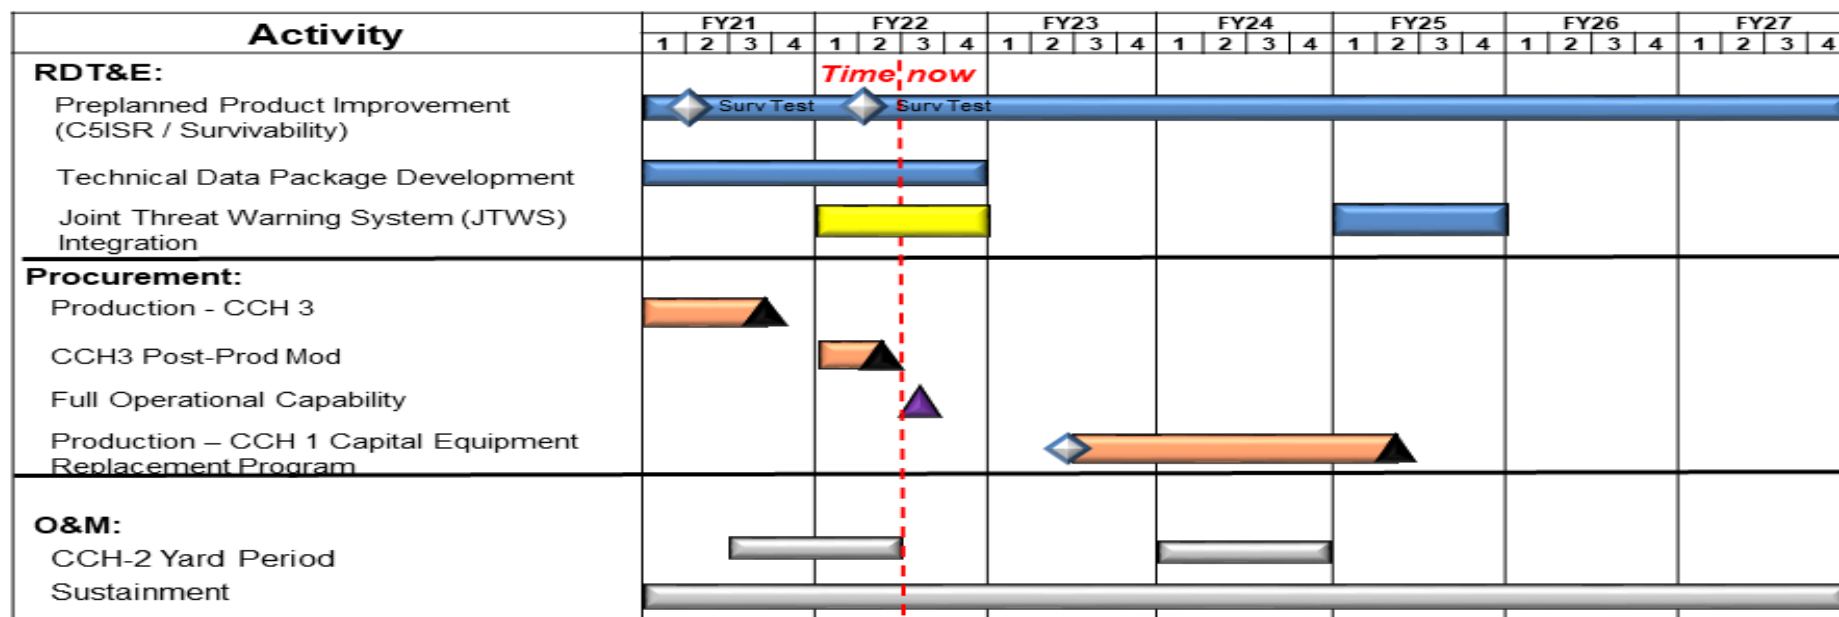 Activity
FY21 FY22 FY23 FY24 FY25 FY26 FY27
1 2 3 4 1 2 3 4 1 2 3 4 1 2 3 4 1 2 3 4 1 2 3 4 1 2 3 4
RDT&E:
Time now
Preplanned Product Improvement
(C5ISR / Survivability)
Surv Test
Surv Test
Technical Data Package Development
Joint Threat Warning System (JTWS)
Integration
Procurement:
Production - CCH 3
CCH3 Post-Prod Mod
Full Operational Capability
Production – CCH 1 Capital Equipment
Replacement Program
O&M:
CCH-2 Yard Period
Sustainment